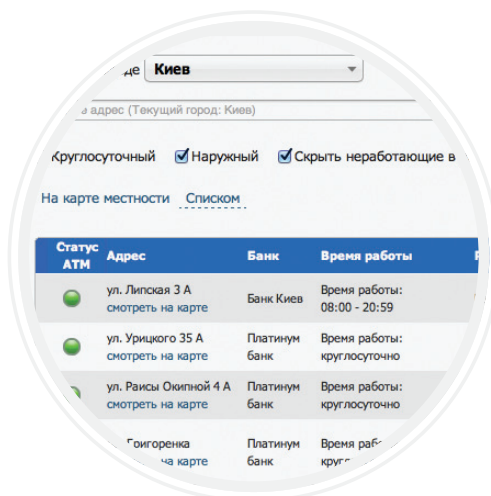 Киев
адрес (Текущий город: Киев)
Круглосуточный Наружный Скрыть неработающие в
На карте местности Списком
Статус АТМ Адрес Банк Время работы
ул. Липская 3 А Банк Киев Время работы:
смотреть на карте 08:00 - 20:59
ул. Урицкого 35 А Платинум Время работы:
смотреть на карте банк круглосуточно
ул. Раисы Окипной 4 А Платинум Время работы:
смотреть на карте банк круглосуточно
Григоренка Платинум Время
на карте банк